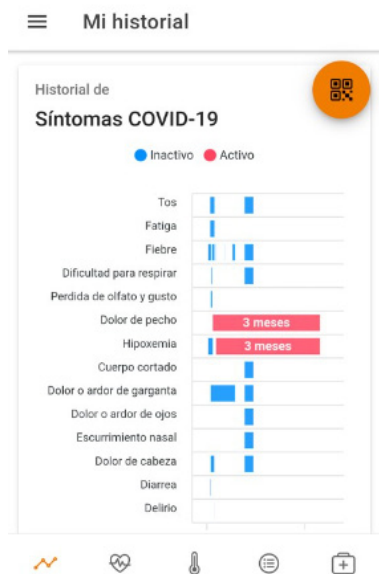 Mi historial
Historial de
Síntomas COVID-19
Inactivo Activo
Tos
Fatiga
Fiebre
Dificultad para respirar
Perdida de olfato y gusto
Dolor de pecho 3 meses
Hipoxemia 3 meses
Cuerpo cortado
Dolor o ardor de garganta
Dolor o ardor de ojos
Escurrimiento nasal
Dolor de cabeza
Diarrea
Delirio